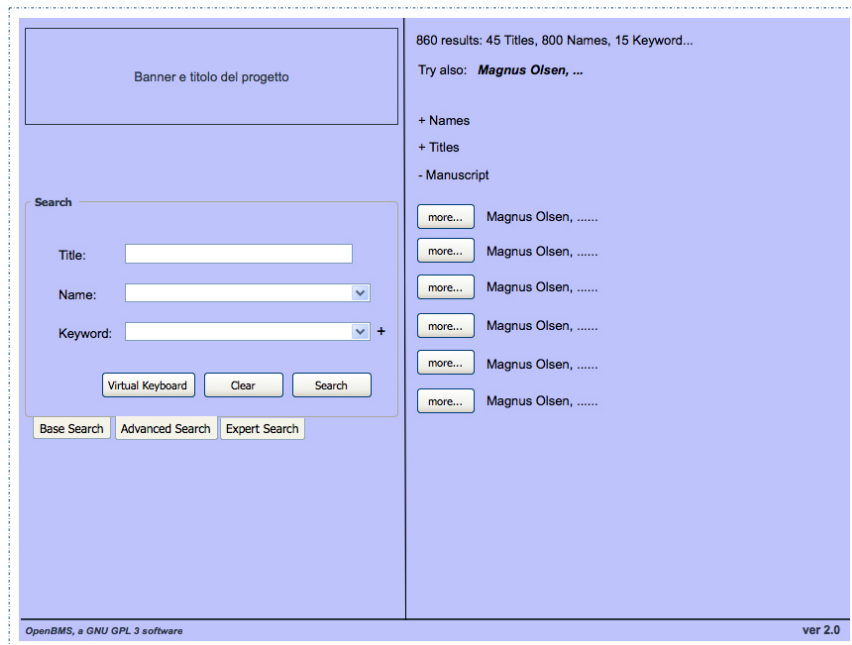 Banner e titolo del progetto
Search
Title:
Name:
Keyword:
+
Virtual Keyboard
Clear
Search
Base Search
Advanced Search
Expert Search
860 results: 45 Titles, 800 Names, 15 Keyword...
Try also: Magnus Olsen, ...
+ Names
+ Titles
- Manuscript
more... Magnus Olsen, ......
more... Magnus Olsen, ......
more... Magnus Olsen, ......
more... Magnus Olsen, ......
more... Magnus Olsen, ......
more... Magnus Olsen, ......
OpenBMS, a GNU GPL 3 software
ver 2.0